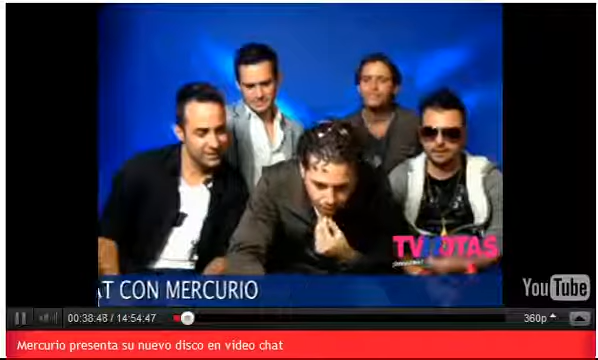 TVNOTAS
AT CON MERCURIO
YouTube
00:38:48 / 14:54:47
360p
Mercurio presenta su nuevo disco en video chat